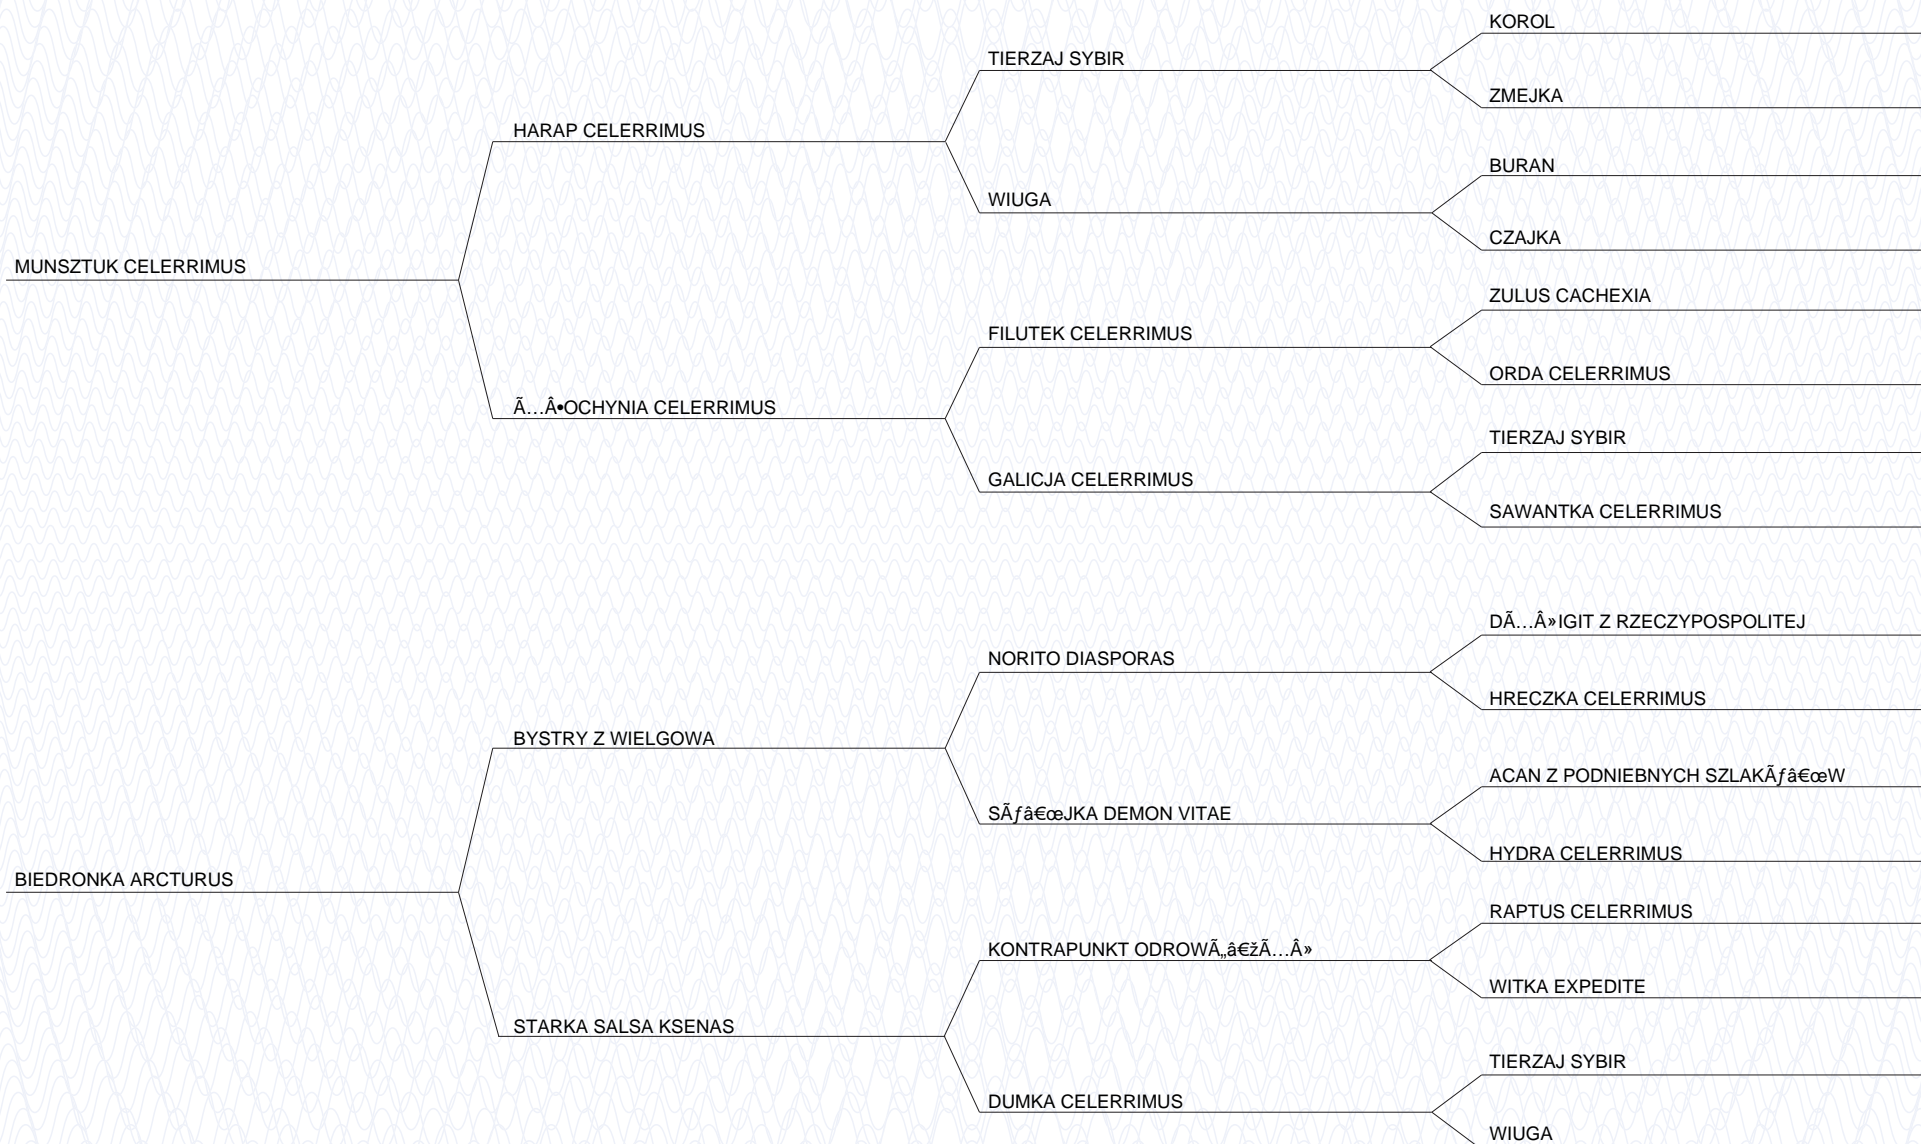 KOROL
TIERZAJ SYBIR
ZMEJKA
HARAP CELERRIMUS
BURAN
WIUGA
CZAJKA
MUNSZTUK CELERRIMUS
ZULUS CACHEXIA
FILUTEK CELERRIMUS
ORDA CELERRIMUS
Ã…Â•OCHYNIA CELERRIMUS
TIERZAJ SYBIR
GALICJA CELERRIMUS
SAWANTKA CELERRIMUS
DÃ…Â»IGIT Z RZECZYPOSPOLITEJ
NORITO DIASPORAS
HRECZKA CELERRIMUS
BYSTRY Z WIELGOWA
ACAN Z PODNIEBNYCH SZLAKÃƒâ€œW
SÃƒâ€œJKA DEMON VITAE
HYDRA CELERRIMUS
BIEDRONKA ARCTURUS
RAPTUS CELERRIMUS
KONTRAPUNKT ODROWÃ„â€žÃ…Â»
WITKA EXPEDITE
STARKA SALSA KSENAS
TIERZAJ SYBIR
DUMKA CELERRIMUS
WIUGA